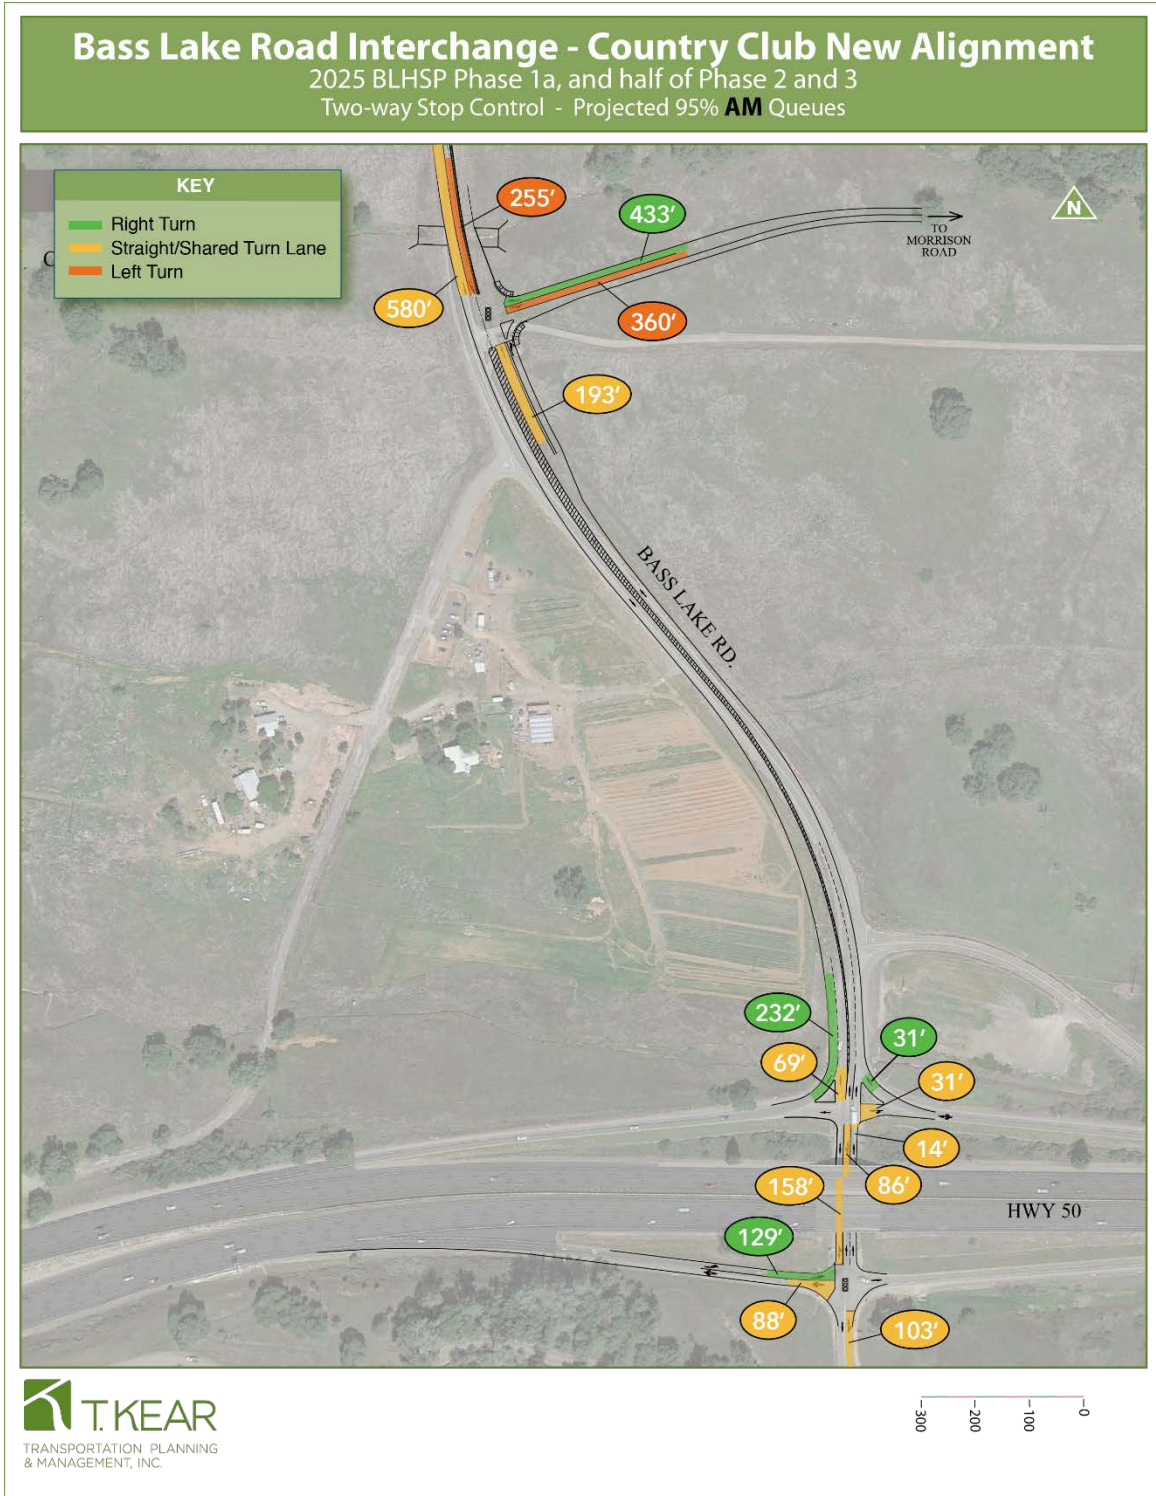 Bass Lake Road Interchange - Country Club New Alignment
2025 BLHSP Phase 1a, and half of Phase 2 and 3
Two-way Stop Control - Projected 95% AM Queues
KEY
Right Turn
Straight/Shared Turn Lane
Left Turn
C
N
255'
433'
TO
MORRISON
ROAD
580'
360'
193'
BASS LAKE RD.
232'
31'
69'
31'
14'
158'
86'
HWY 50
129'
88'
103'
T. KEAR
TRANSPORTATION PLANNING
& MANAGEMENT, INC.
300
200
100
0